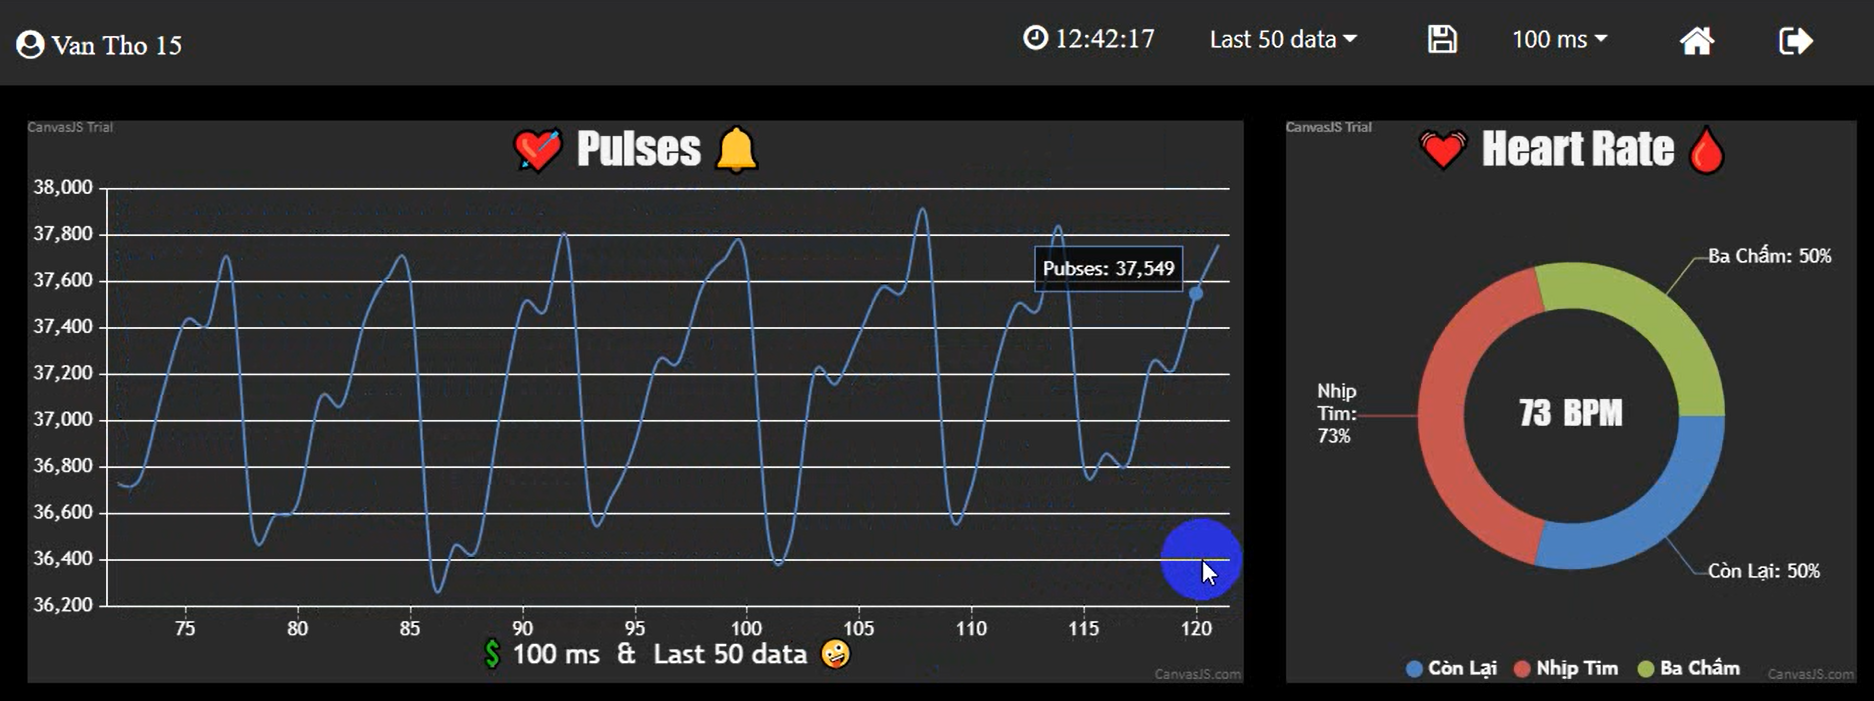 Van Tho 15
12:42:17
Last 50 data
100 ms
CanvasJS Trial
Pulses
38,000
37,800
37,600
37,400
37,200
37,000
36,800
36,600
36,400
36,200
Pubses: 37,549
75 80 85 90 95 100 105 110 115 120
100 ms & Last 50 data
CanvasJS.com
CanvasJS Trial
Heart Rate
Ba Chấm: 50%
Nhịp
Tim:
73%
73 BPM
Còn Lại: 50%
Còn Lại Nhịp Tim Ba Chấm
CanvasJS.com